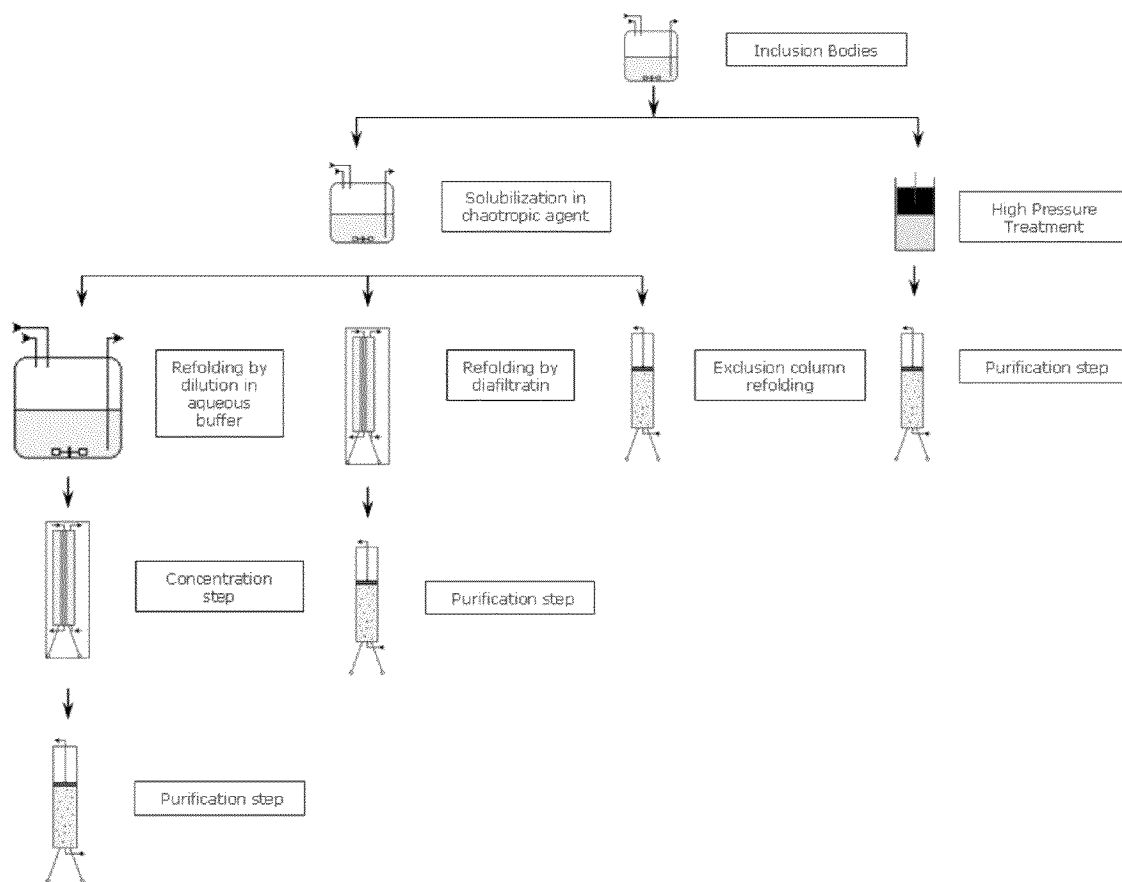 Inclusion Bodies
Solubilization in
chaotropic agent
High Pressure
Treatment
Refolding by
dilution in
aqueous
buffer
Refolding by
diafiltratin
Exclusion column
refolding
Purification step
Concentration
step
Purification step
Purification step